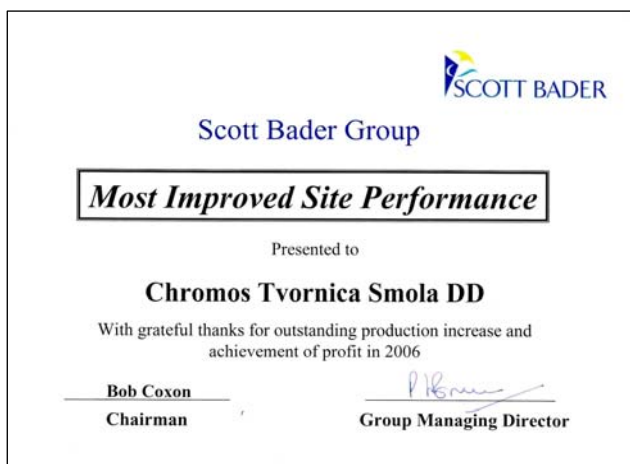 SCOTT BADER
Scott Bader Group
Most Improved Site Performance
Presented to
Chromos Tvornica Smola DD
With grateful thanks for outstanding production increase and
achievement of profit in 2006
Bob Coxon
Chairman
Group Managing Director